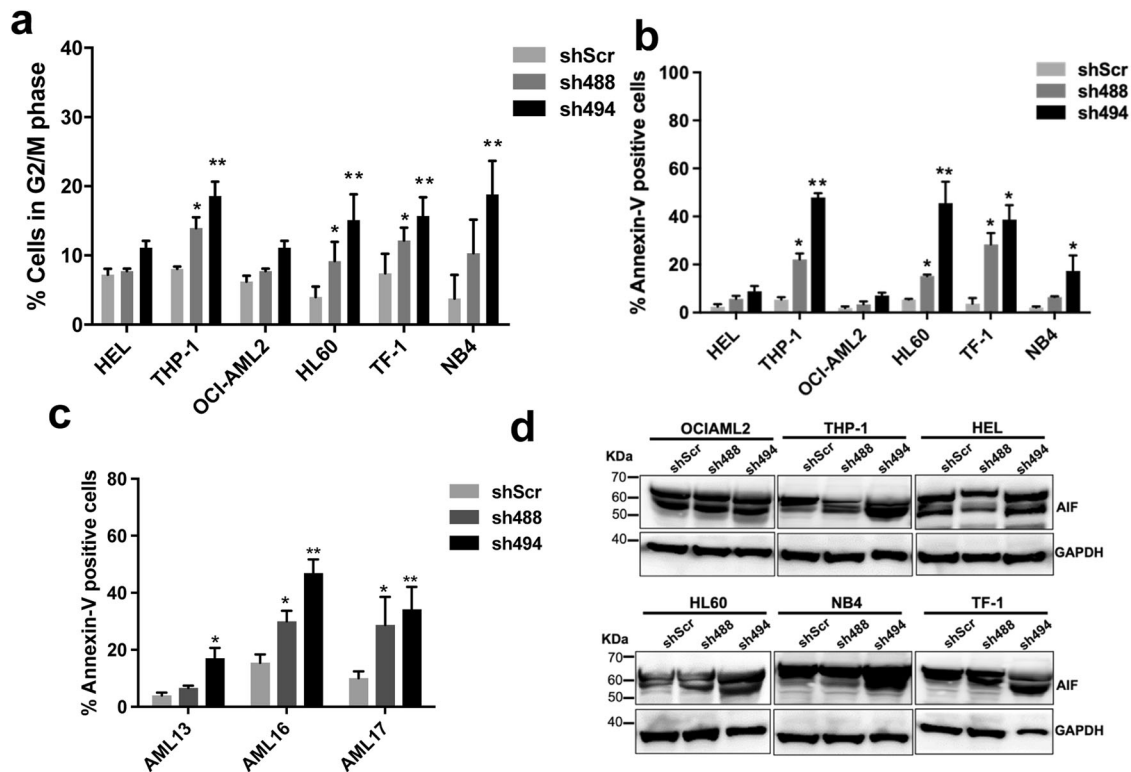 a
% Cells in G2/M phase
40
30
20
10
0
shScr
sh488
sh494
* ** * ** * ** **
HEL THP-1 OCI-AML2 HL60 TF-1 NB4
b
% Annexin-V positive cells
100
80
60
40
20
0
shScr
sh488
sh494
* ** * ** * * *
HEL THP-1 OCI-AML2 HL60 TF-1 NB4
c
% Annexin-V positive cells
80
60
40
20
0
shScr
sh488
sh494
* * ** * **
AML13 AML16 AML17
d
OCIAML2 THP-1 HEL
KDa shScr sh488 sh494 shScr sh488 sh494 shScr sh488 sh494
70
60
50
AIF
40
GAPDH
HL60 NB4 TF-1
KDa shScr sh488 sh494 shScr sh488 sh494 shScr sh488 sh494
70
60
50
AIF
40
GAPDH